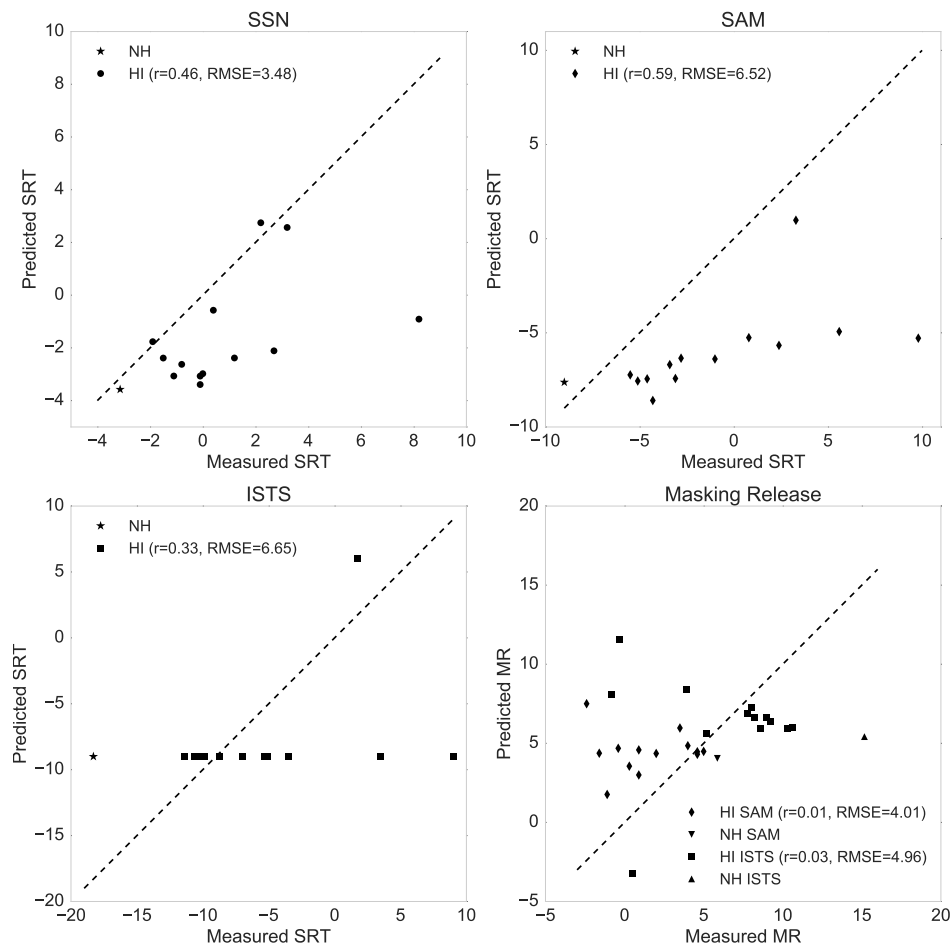 SSN
10
8
6
4
2
0
−2
−4
Predicted SRT
★ NH
● HI (r=0.46, RMSE=3.48)
−4 −2 0 2 4 6 8 10
Measured SRT
SAM
10
5
0
−5
−10
Predicted SRT
★ NH
♦ HI (r=0.59, RMSE=6.52)
−10 −5 0 5 10
Measured SRT
ISTS
10
5
0
−5
−10
−15
−20
Predicted SRT
★ NH
■ HI (r=0.33, RMSE=6.65)
−20 −15 −10 −5 0 5 10
Measured SRT
Masking Release
20
15
10
5
0
−5
Predicted MR
♦ HI SAM (r=0.01, RMSE=4.01)
▼ NH SAM
■ HI ISTS (r=0.03, RMSE=4.96)
▲ NH ISTS
−5 0 5 10 15 20
Measured MR